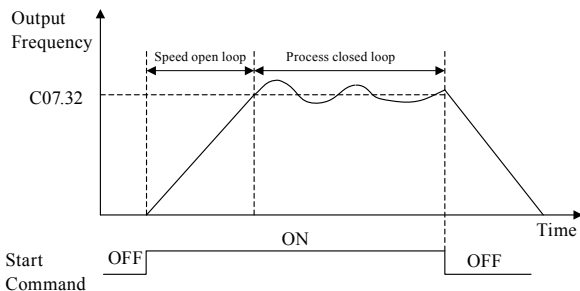 Output
Frequency
Speed open loop
Process closed loop
C07.32
Time
ON
Start
Command
OFF
OFF